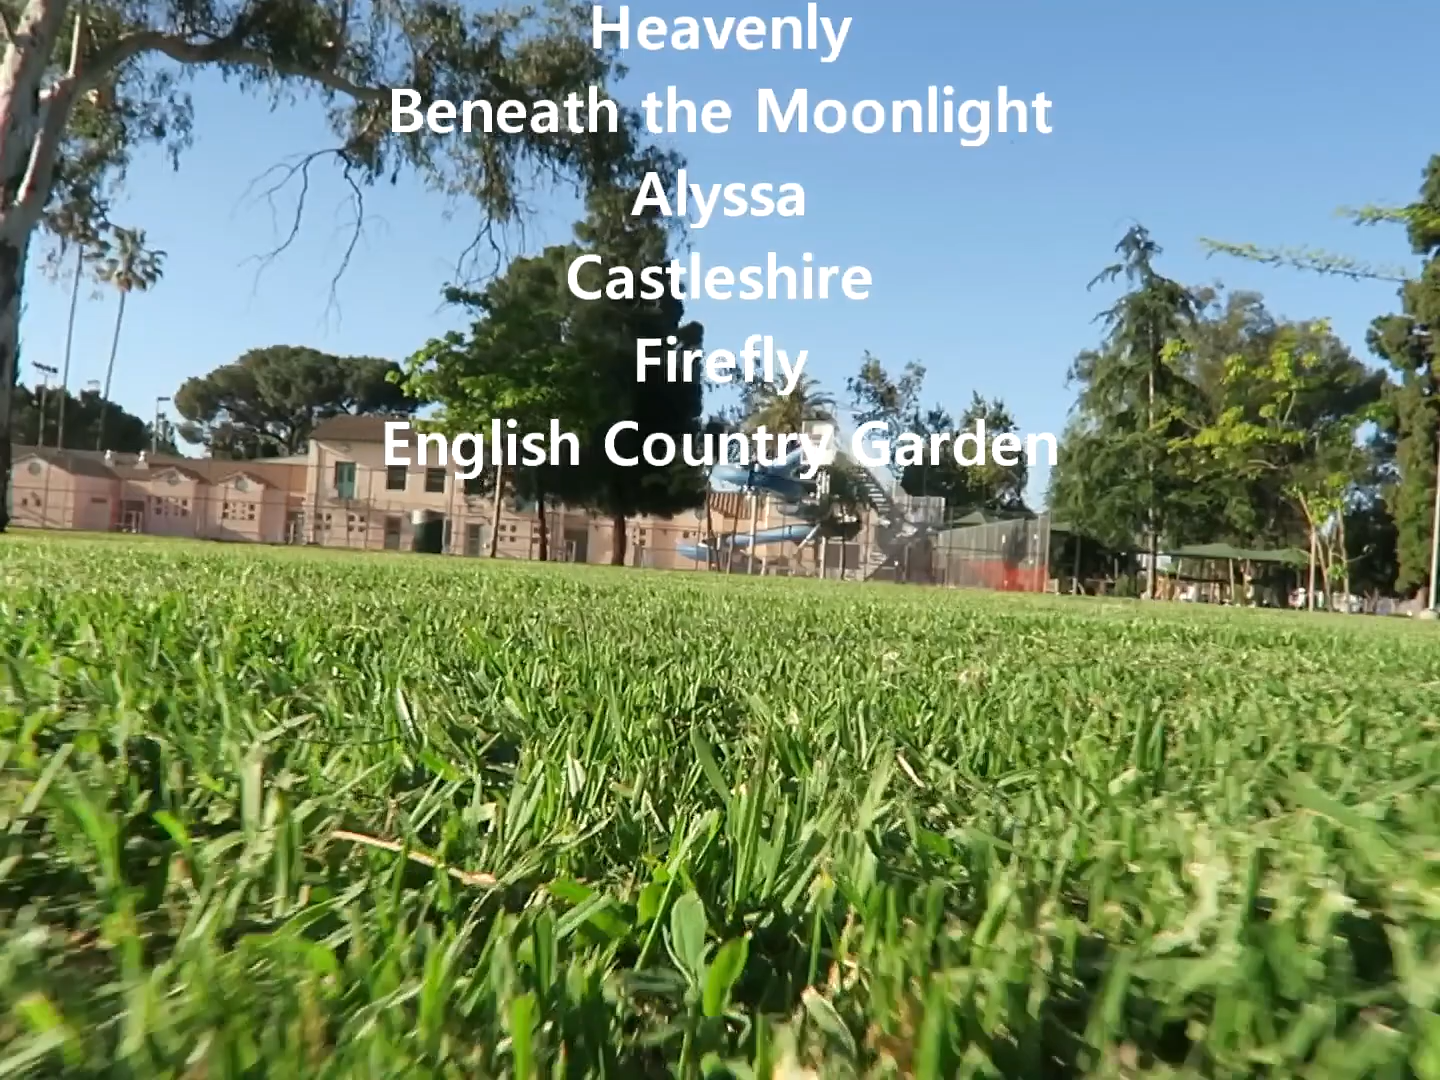 Heavenly
Beneath the Moonlight
Alyssa
Castleshire
Firefly
English Country Garden